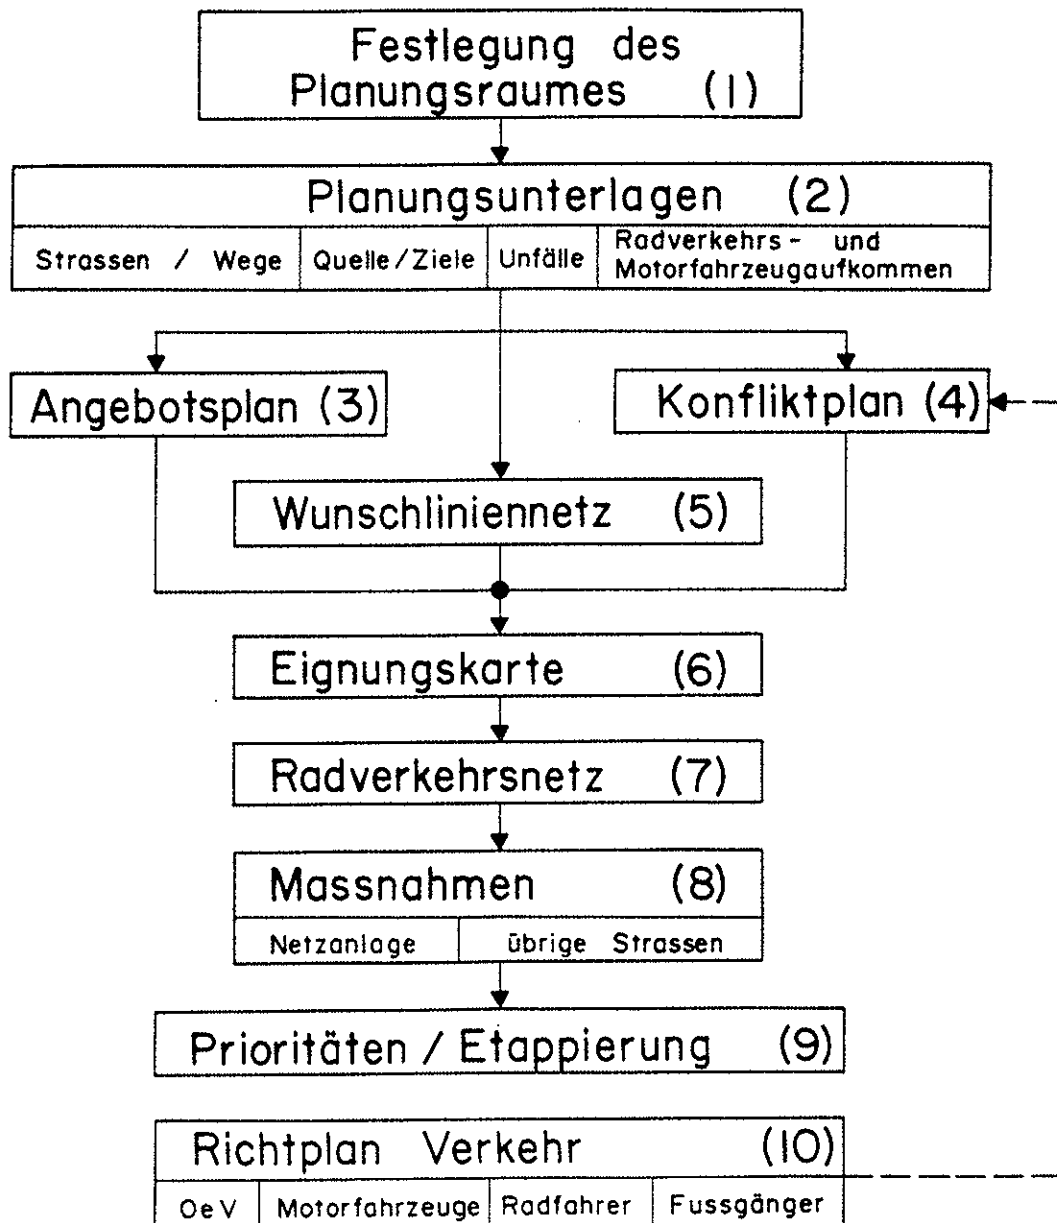 Festlegung des
Planungsraumes (1)
Planungsunterlagen (2)
Strassen / Wege
Quelle/Ziele
Unfälle
Radverkehrs- und
Motorfahrzeugaufkommen
Angebotsplan (3)
Konfliktplan (4)
Wunschliniennetz (5)
Eignungskarte (6)
Radverkehrsnetz (7)
Massnahmen (8)
Netzanlage
übrige Strassen
Prioritäten / Etappierung (9)
Richtplan Verkehr (10)
OeV
Motorfahrzeuge
Radfahrer
Fussgänger